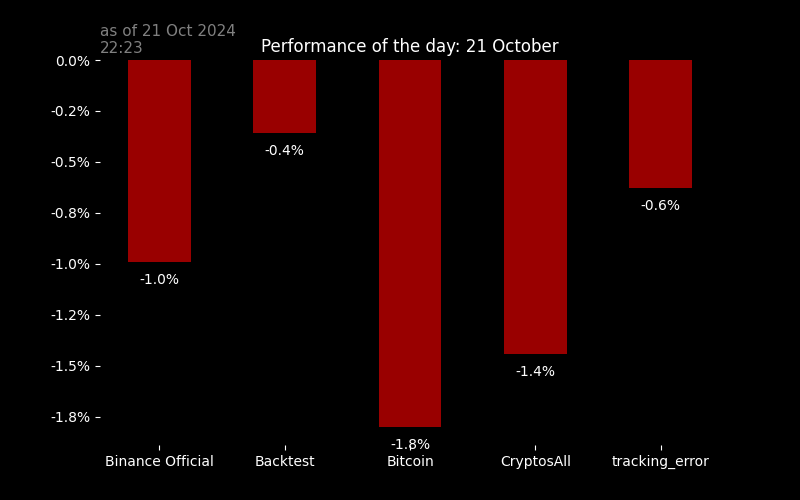 as of 21 Oct 2024
22:23
Performance of the day: 21 October
0.0%
-0.2%
-0.5%
-0.8%
-1.0%
-1.2%
-1.5%
-1.8%
-1.0%
-0.4%
-1.8%
-1.4%
-0.6%
Binance Official
Backtest
Bitcoin
CryptosAll
tracking_error